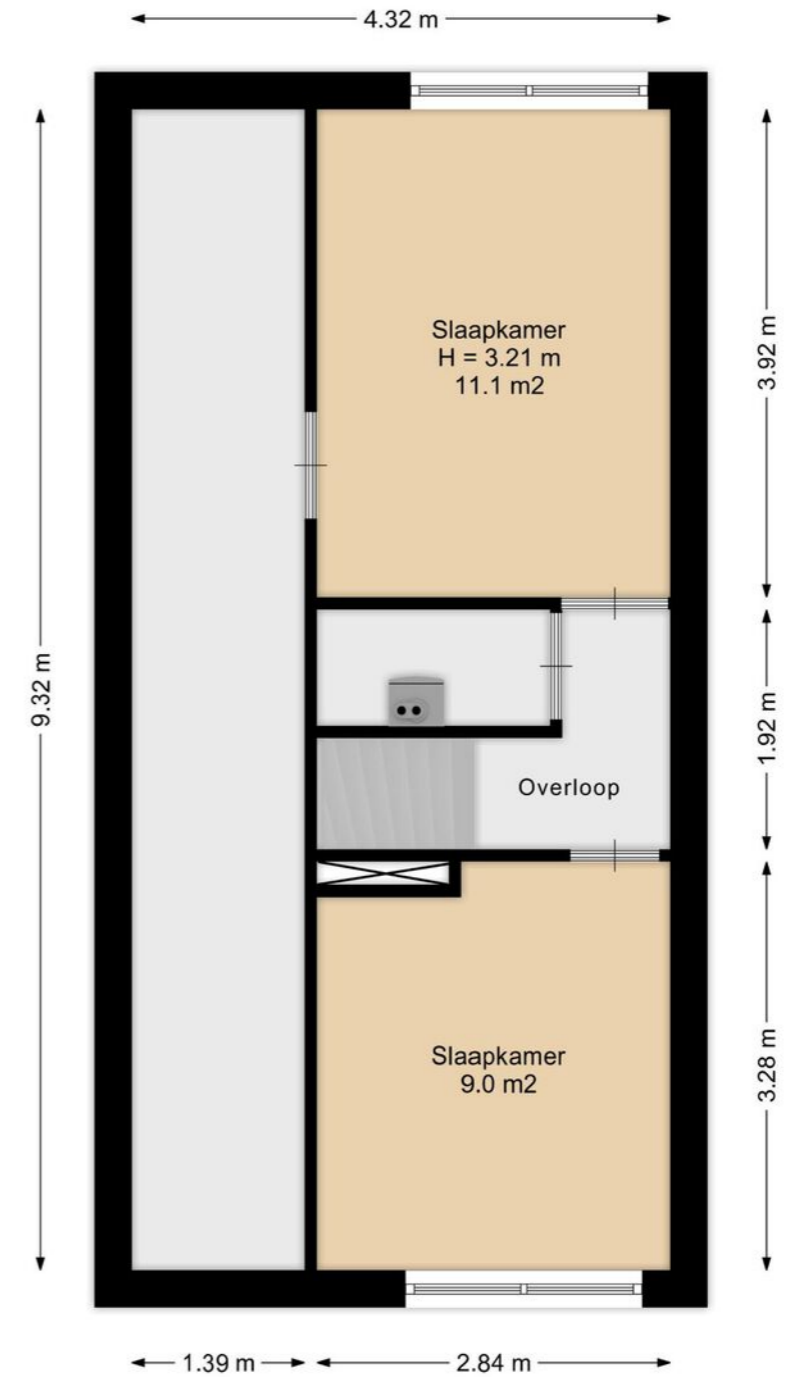 4.32 m
Slaapkamer
H = 3.21 m
11.1 m2
3.92 m
9.32 m
1.92 m
Overloop
Slaapkamer
9.0 m2
3.28 m
1.39 m
2.84 m